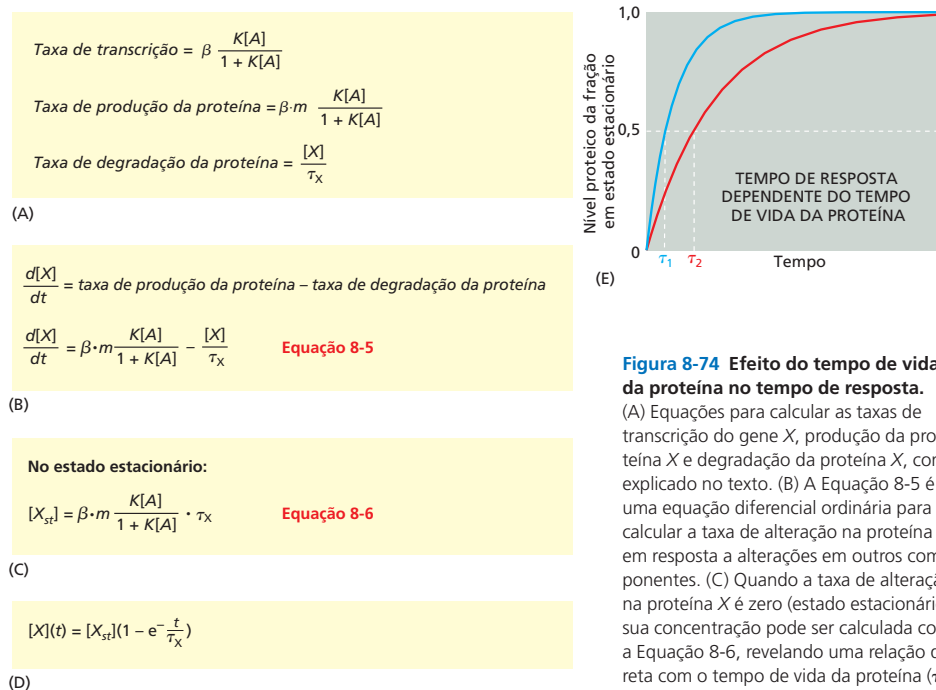 Taxa de transcrição = β K[A] / 1 + K[A]
Taxa de produção da proteína = β·m K[A] / 1 + K[A]
Taxa de degradação da proteína = [X] / τX
(A)
d[X]/dt = taxa de produção da proteína – taxa de degradação da proteína
d[X]/dt = β·m K[A] / 1 + K[A] – [X] / τX Equação 8-5
(B)
No estado estacionário:
[Xst] = β·m K[A] / 1 + K[A] · τX Equação 8-6
(C)
[X](t) = [Xst](1 – e– t/τX)
(D)
Nível proteico da fração
em estado estacionário
1,0
0,5
0
TEMPO DE RESPOSTA
DEPENDENTE DO TEMPO
DE VIDA DA PROTEÍNA
τ1 τ2 Tempo
(E)
Figura 8-74 Efeito do tempo de vida
da proteína no tempo de resposta.
(A) Equações para calcular as taxas de
transcrição do gene X, produção da pro-
teína X e degradação da proteína X,
explicado no texto. (B) A Equação 8-5 é
uma equação diferencial ordinária para
calcular a taxa de alteração na proteína
em resposta a alterações em outros com-
ponentes. (C) Quando a taxa de
na proteína X é zero (estado
sua concentração pode ser calculada
a Equação 8-6, revelando uma relação
reta com o tempo de vida da proteína